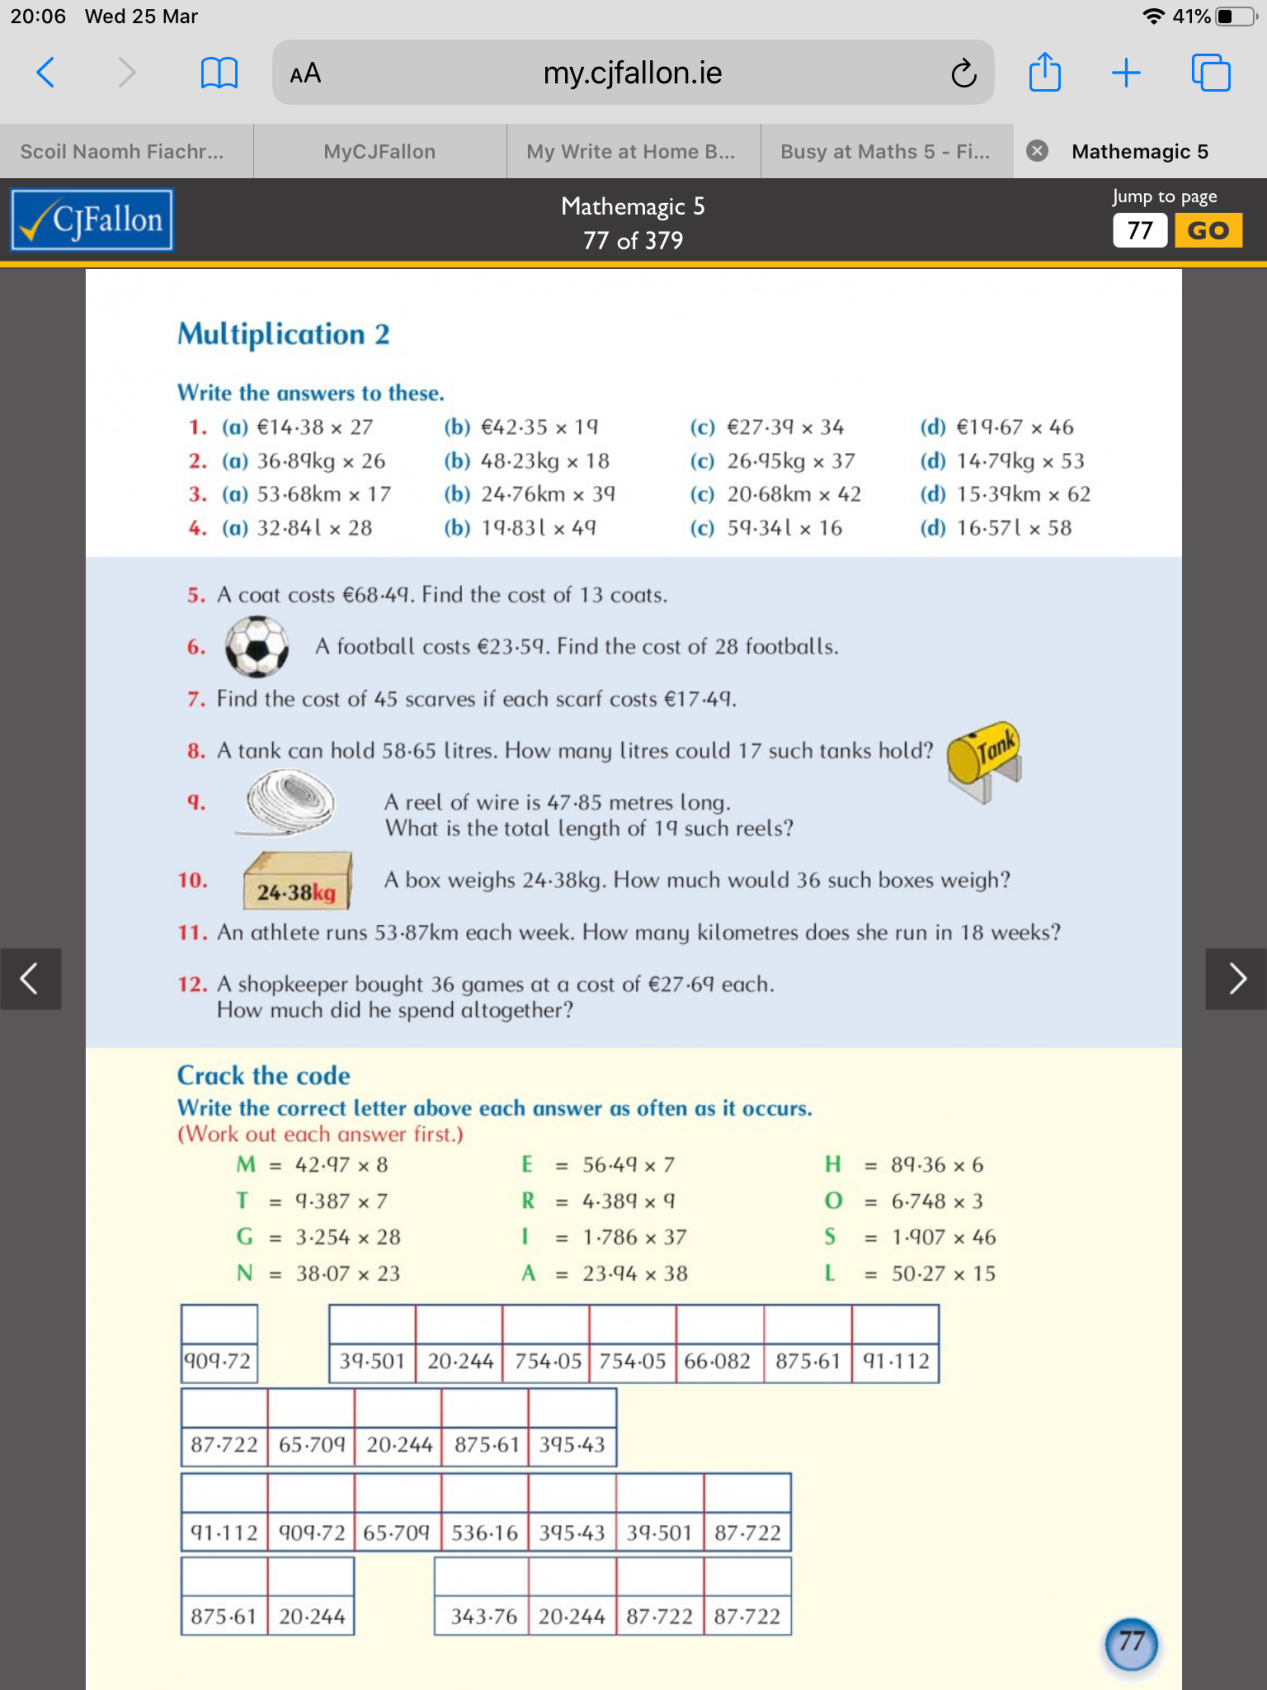 20:06 Wed 25 Mar 41%
AA my.cjfallon.ie
Scoil Naomh Fiachr... MyCJFallon My Write at Home B... Busy at Maths 5 - Fi... Mathemagic 5
CJFallon
Mathemagic 5
77 of 379
Jump to page
77 GO
Multiplication 2
Write the answers to these.
1. (a) €14·38 × 27 (b) €42·35 × 19 (c) €27·39 × 34 (d) €19·67 × 46
2. (a) 36·89kg × 26 (b) 48·23kg × 18 (c) 26·95kg × 37 (d) 14·79kg × 53
3. (a) 53·68km × 17 (b) 24·76km × 39 (c) 20·68km × 42 (d) 15·39km × 62
4. (a) 32·84l × 28 (b) 19·83l × 49 (c) 59·34l × 16 (d) 16·57l × 58
5. A coat costs €68·49. Find the cost of 13 coats.
6. A football costs €23·59. Find the cost of 28 footballs.
7. Find the cost of 45 scarves if each scarf costs €17·49.
8. A tank can hold 58·65 litres. How many litres could 17 such tanks hold?
Tank
9. A reel of wire is 47·85 metres long.
What is the total length of 19 such reels?
10. 24·38kg A box weighs 24·38kg. How much would 36 such boxes weigh?
11. An athlete runs 53·87km each week. How many kilometres does she run in 18 weeks?
12. A shopkeeper bought 36 games at a cost of €27·69 each.
How much did he spend altogether?
Crack the code
Write the correct letter above each answer as often as it occurs.
(Work out each answer first.)
M = 42·97 × 8 E = 56·49 × 7 H = 89·36 × 6
T = 9·387 × 7 R = 4·389 × 9 O = 6·748 × 3
G = 3·254 × 28 I = 1·786 × 37 S = 1·907 × 46
N = 38·07 × 23 A = 23·94 × 38 L = 50·27 × 15
909·72 39·501 20·244 754·05 754·05 66·082 875·61 91·112
87·722 65·709 20·244 875·61 395·43
91·112 909·72 65·709 536·16 395·43 39·501 87·722
875·61 20·244 343·76 20·244 87·722 87·722
77